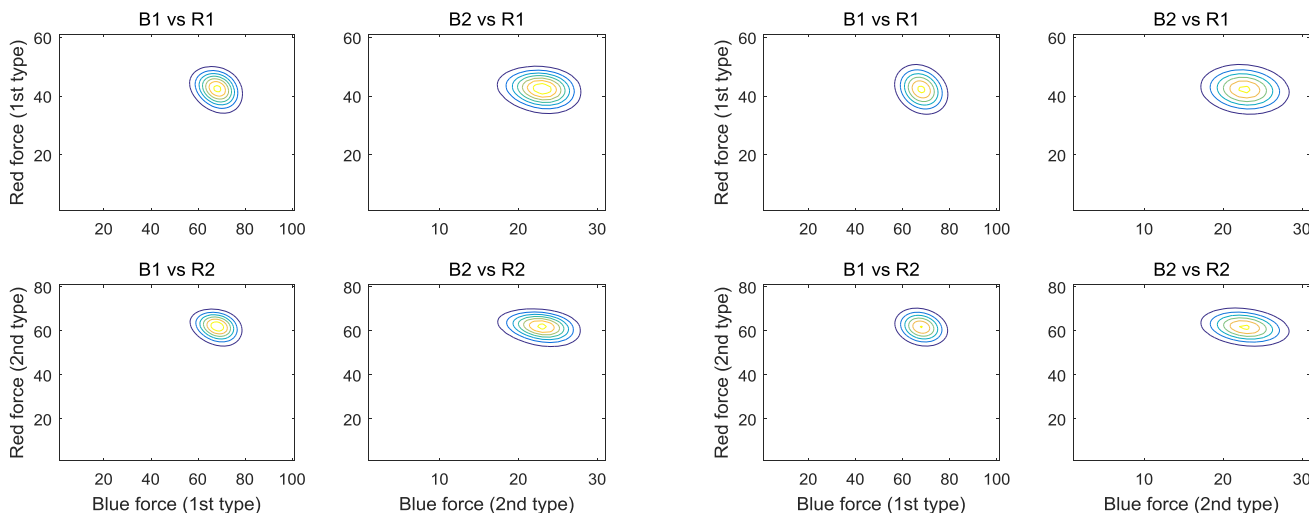 B1 vs R1
B2 vs R1
B1 vs R1
B2 vs R1
Red force (1st type)
60
40
20
20 40 60 80 100
60
40
20
10 20 30
Red force (1st type)
60
40
20
20 40 60 80 100
60
40
20
10 20 30
B1 vs R2
B2 vs R2
B1 vs R2
B2 vs R2
Red force (2nd type)
80
60
40
20
20 40 60 80 100
Blue force (1st type)
80
60
40
20
10 20 30
Blue force (2nd type)
Red force (2nd type)
80
60
40
20
20 40 60 80 100
Blue force (1st type)
80
60
40
20
10 20 30
Blue force (2nd type)